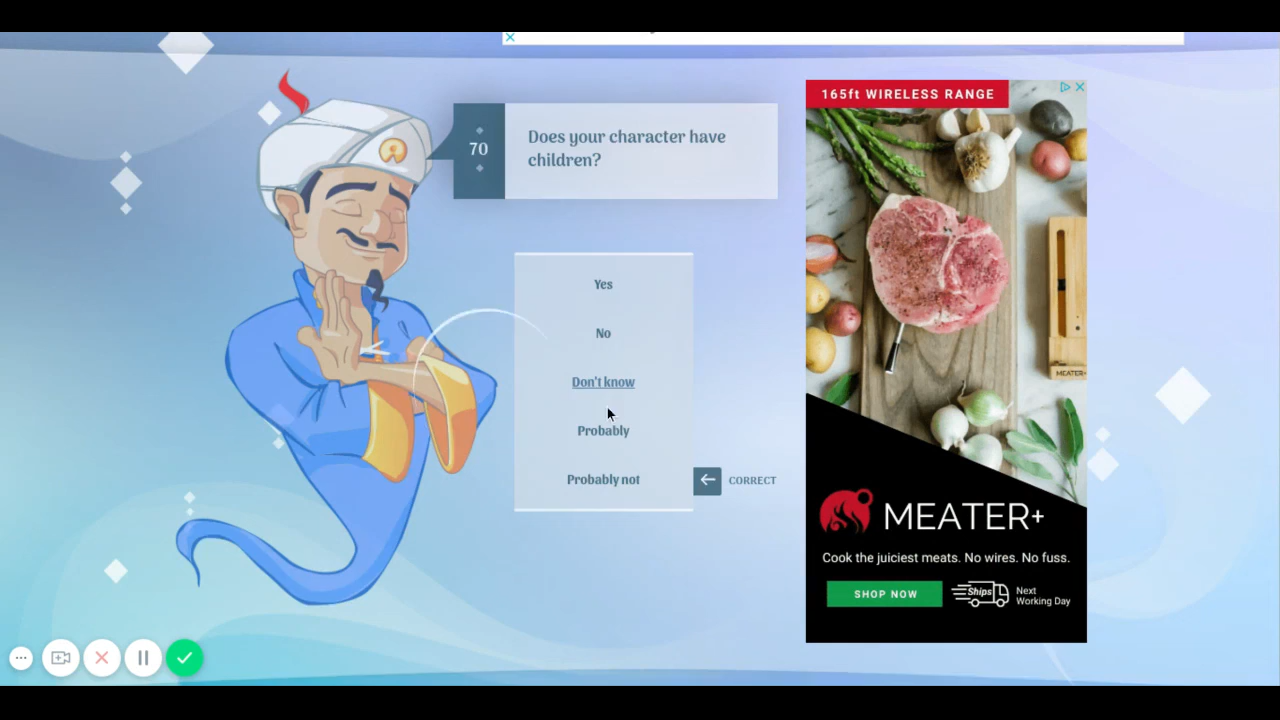 70
Does your character have
children?
Yes
No
Don't know
Probably
Probably not
CORRECT
165ft WIRELESS RANGE
MEATER+
MEATER+
Cook the juiciest meats. No wires. No fuss.
SHOP NOW
Ships
Next
Working Day